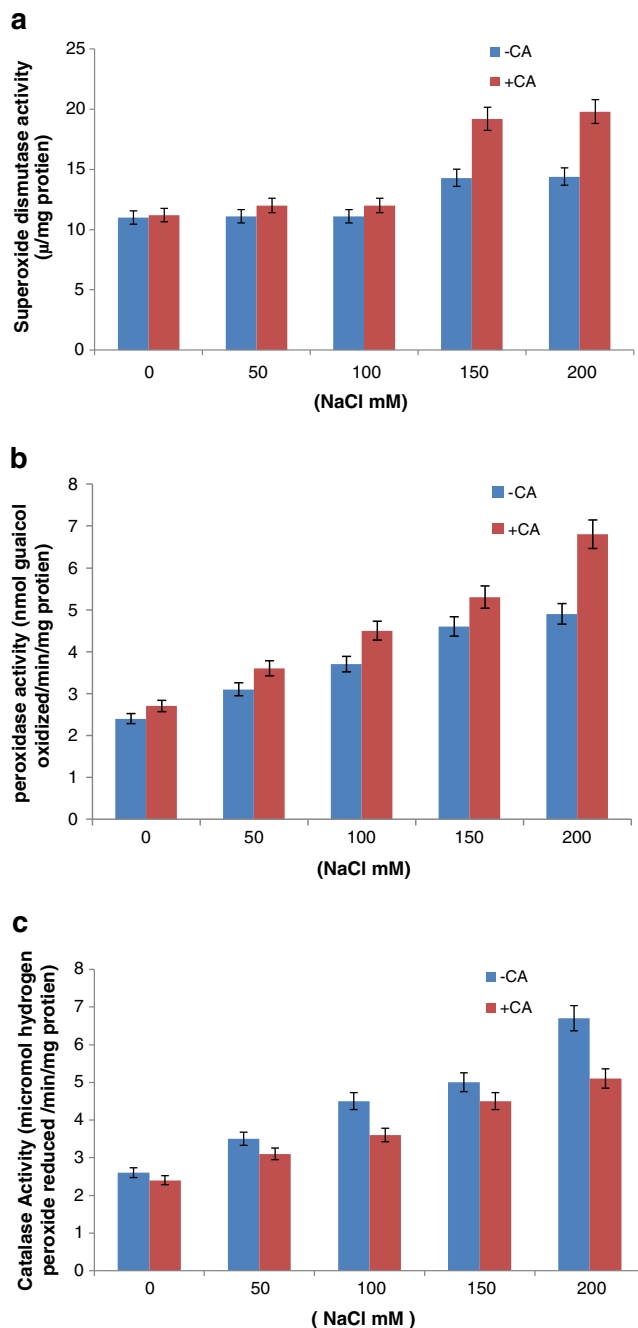 a
Superoxide dismutase activity
(µ/mg protien)
25
20
15
10
5
0
-CA
+CA
0 50 100 150 200
(NaCl mM)
b
peroxidase activity (nmol guaicol
oxidized/min/mg protien)
8
7
6
5
4
3
2
1
0
-CA
+CA
0 50 100 150 200
(NaCl mM)
c
Catalase Activity (micromol hydrogen
peroxide reduced /min/mg protien)
8
7
6
5
4
3
2
1
0
-CA
+CA
0 50 100 150 200
( NaCl mM )